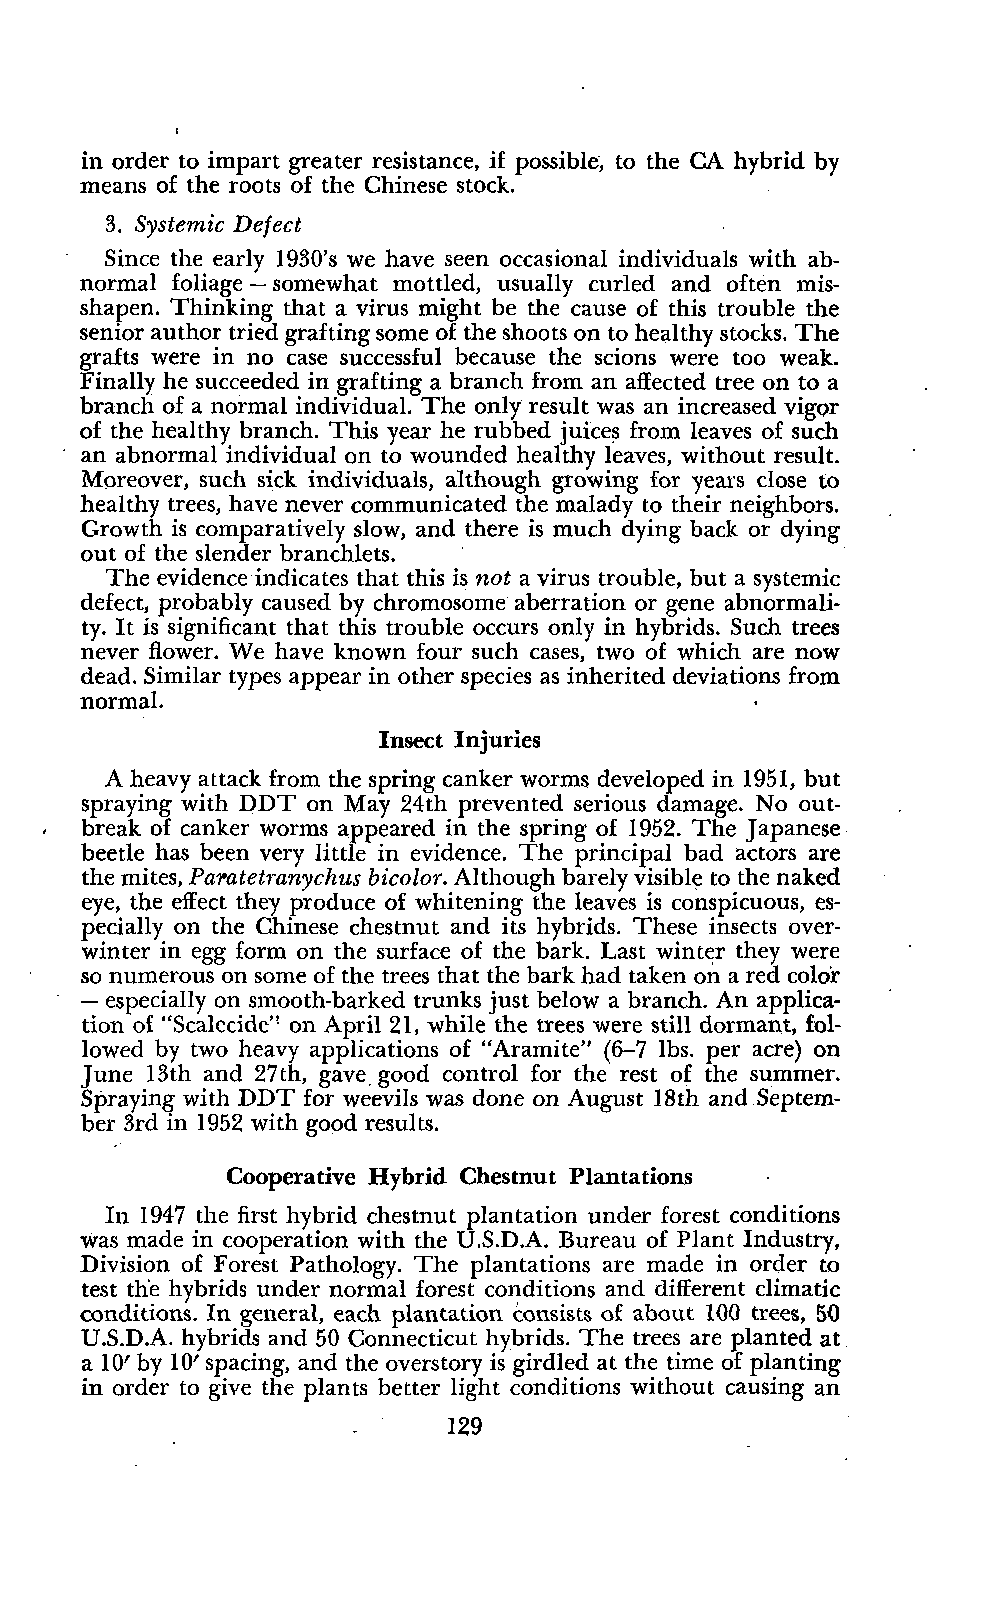 in order to impart greater resistance, if possible, to the CA hybrid by
means of the roots of the Chinese stock.
3. Systemic Defect
Since the early 1930's we have seen occasional individuals with ab-
normal foliage — somewhat mottled, usually curled and often mis-
shapen. Thinking that a virus might be the cause of this trouble the
senior author tried grafting some of the shoots on to healthy stocks. The
grafts were in no case successful because the scions were too weak.
Finally he succeeded in grafting a branch from an affected tree on to a
branch of a normal individual. The only result was an increased vigor
of the healthy branch. This year he rubbed juices from leaves of such
an abnormal individual on to wounded healthy leaves, without result.
Moreover, such sick individuals, although growing for years close to
healthy trees, have never communicated the malady to their neighbors.
Growth is comparatively slow, and there is much dying back or dying
out of the slender branchlets.
The evidence indicates that this is not a virus trouble, but a systemic
defect, probably caused by chromosome aberration or gene abnormali-
ty. It is significant that this trouble occurs only in hybrids. Such trees
never flower. We have known four such cases, two of which are now
dead. Similar types appear in other species as inherited deviations from
normal.
Insect Injuries
A heavy attack from the spring canker worms developed in 1951, but
spraying with DDT on May 24th prevented serious damage. No out-
break of canker worms appeared in the spring of 1952. The Japanese
beetle has been very little in evidence. The principal bad actors are
the mites, Paratetranychus bicolor. Although barely visible to the naked
eye, the effect they produce of whitening the leaves is conspicuous, es-
pecially on the Chinese chestnut and its hybrids. These insects over-
winter in egg form on the surface of the bark. Last winter they were
so numerous on some of the trees that the bark had taken on a red color
— especially on smooth-barked trunks just below a branch. An applica-
tion of "Scalecide" on April 21, while the trees were still dormant, fol-
lowed by two heavy applications of "Aramite" (6–7 lbs. per acre) on
June 13th and 27th, gave good control for the rest of the summer.
Spraying with DDT for weevils was done on August 18th and Septem-
ber 3rd in 1952 with good results.
Cooperative Hybrid Chestnut Plantations
In 1947 the first hybrid chestnut plantation under forest conditions
was made in cooperation with the U.S.D.A. Bureau of Plant Industry,
Division of Forest Pathology. The plantations are made in order to
test the hybrids under normal forest conditions and different climatic
conditions. In general, each plantation consists of about 100 trees, 50
U.S.D.A. hybrids and 50 Connecticut hybrids. The trees are planted at
a 10′ by 10′ spacing, and the overstory is girdled at the time of planting
in order to give the plants better light conditions without causing an
129